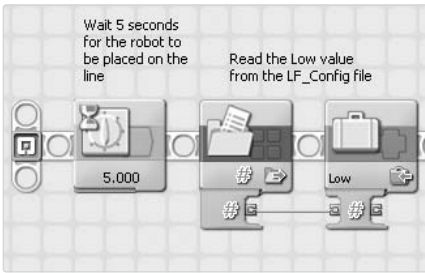 Wait 5 seconds
for the robot to
be placed on the
line
Read the Low value
from the LF_Config file
5.000
#
Low
#
#